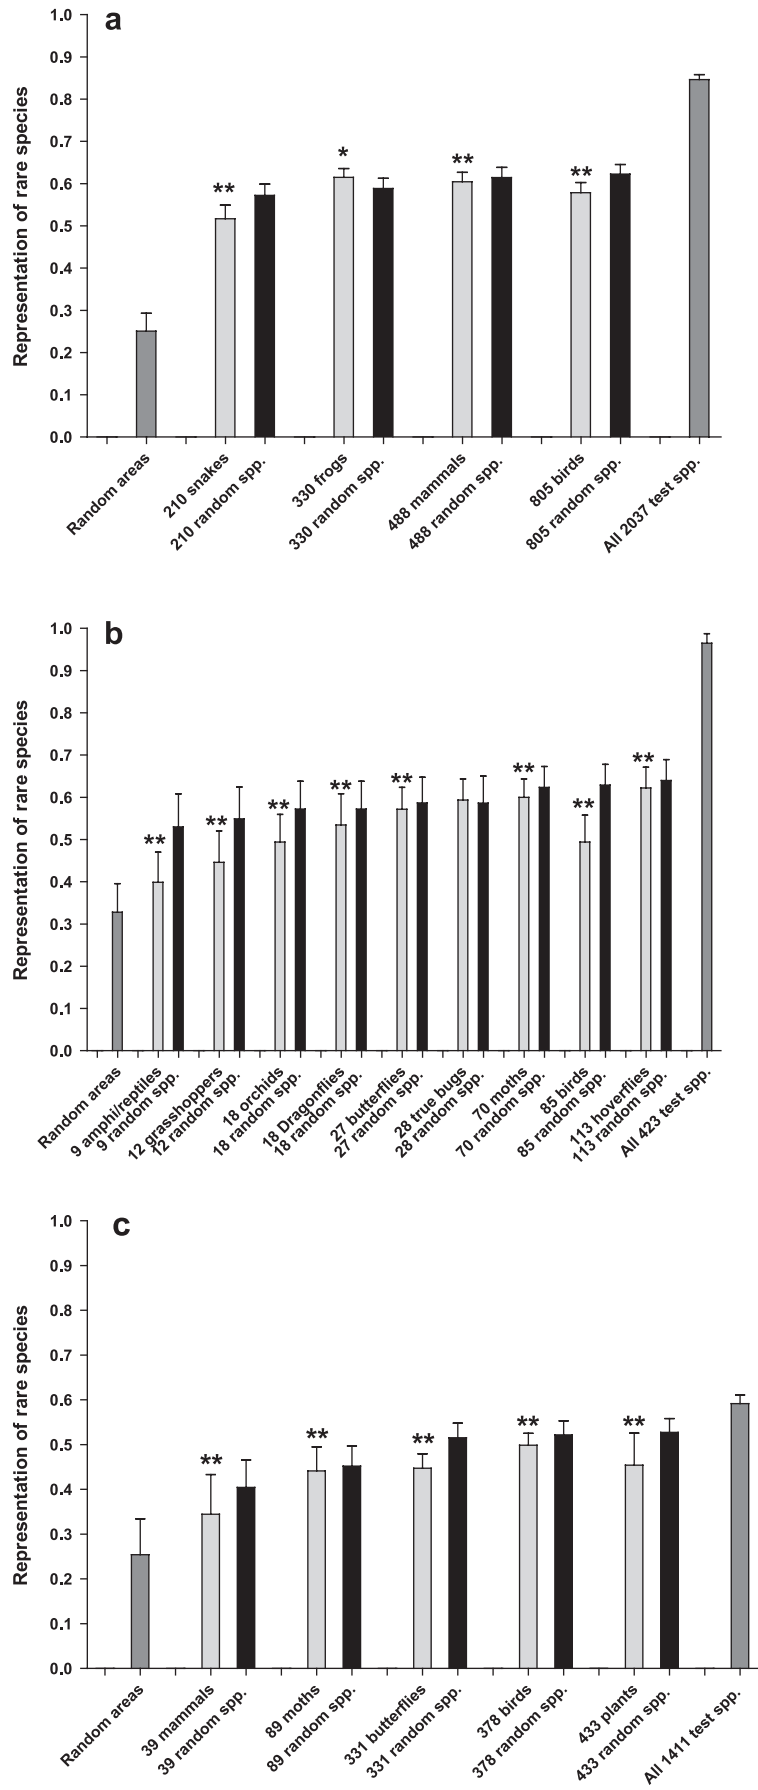 a
Representation of rare species
1.0
0.9
0.8
0.7
0.6
0.5
0.4
0.3
0.2
0.1
0.0
**
*
**
**
Random areas
210 snakes
210 random spp.
330 frogs
330 random spp.
488 mammals
488 random spp.
805 birds
805 random spp.
All 2037 test spp.
b
Representation of rare species
1.0
0.9
0.8
0.7
0.6
0.5
0.4
0.3
0.2
0.1
0.0
**
**
**
**
**
**
**
**
Random areas
9 amphi/reptiles
9 random spp.
12 grasshoppers
12 random spp.
18 orchids
18 random spp.
18 Dragonflies
18 random spp.
27 butterflies
27 random spp.
28 true bugs
28 random spp.
70 moths
70 random spp.
85 birds
85 random spp.
113 hoverflies
113 random spp.
All 423 test spp.
c
Representation of rare species
1.0
0.9
0.8
0.7
0.6
0.5
0.4
0.3
0.2
0.1
0.0
**
**
**
**
**
Random areas
39 mammals
39 random spp.
89 moths
89 random spp.
331 butterflies
331 random spp.
378 birds
378 random spp.
433 plants
433 random spp.
All 1411 test spp.